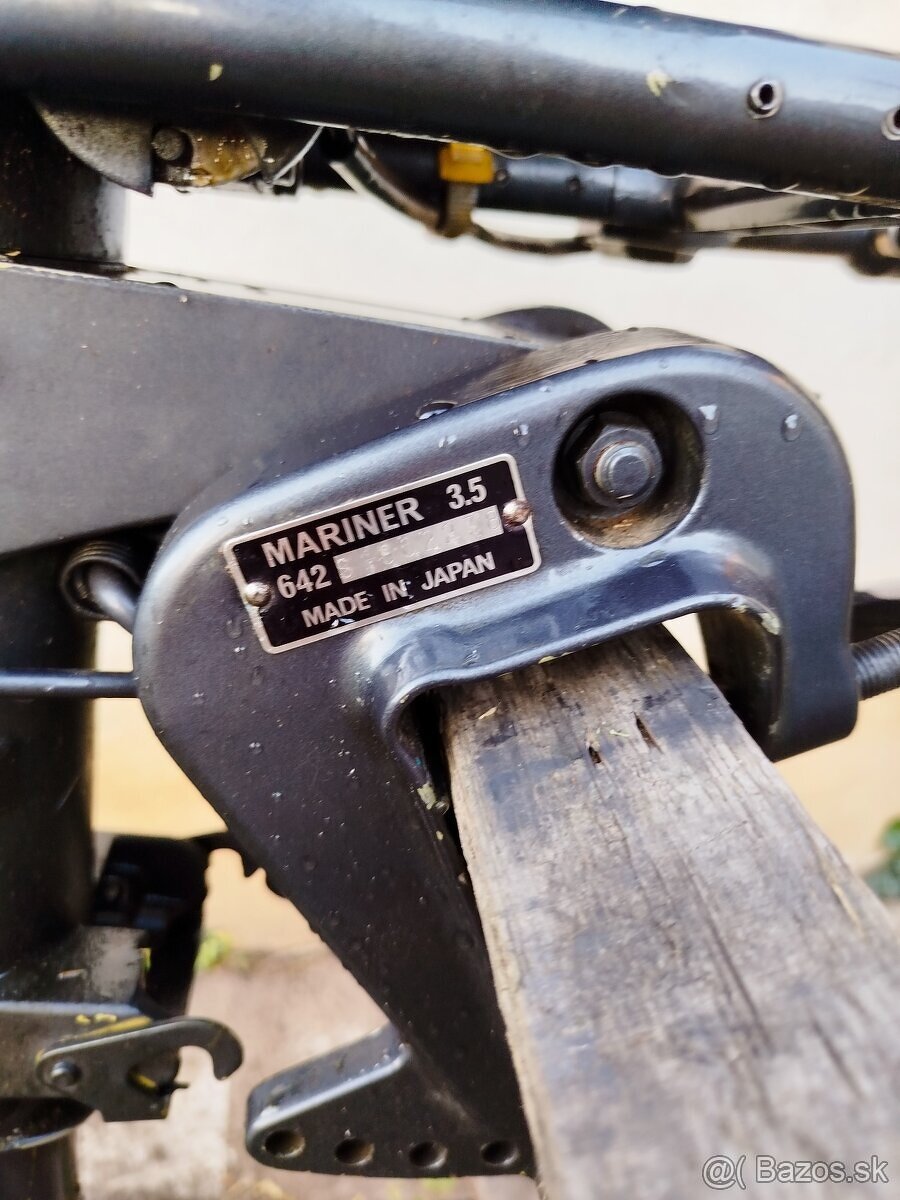 MARINER 3.5
642
MADE IN JAPAN
@( Bazos.sk